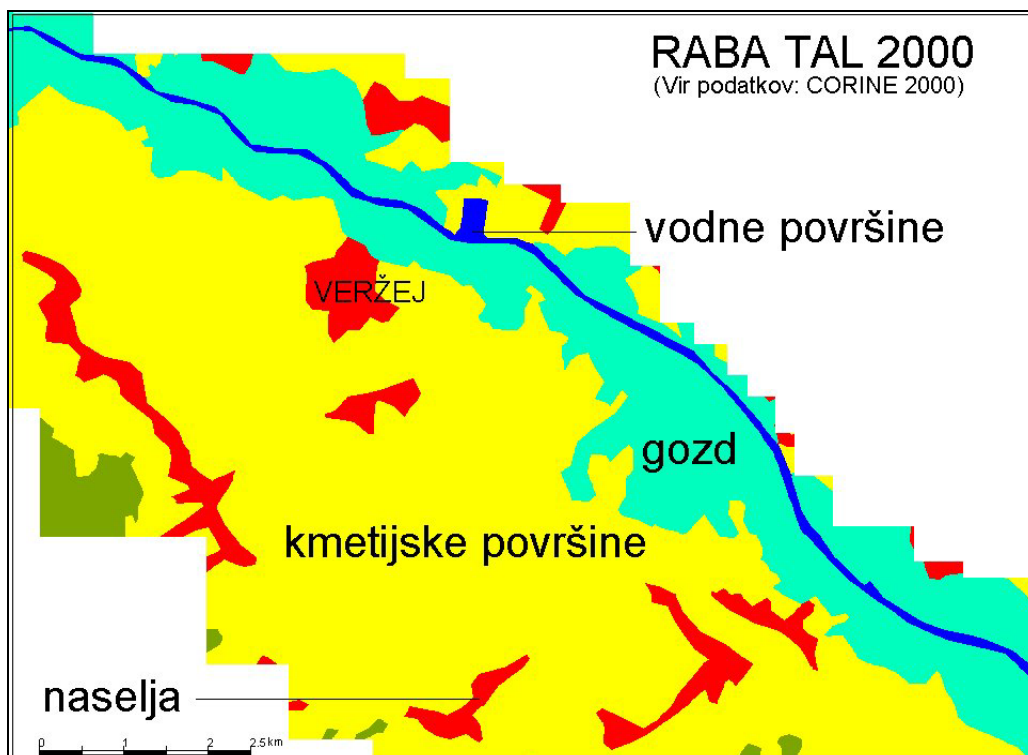 RABA TAL 2000
(Vir podatkov: CORINE 2000)
vodne površine
VERŽEJ
gozd
kmetijske površine
naselja
0 1 2 2.5 km